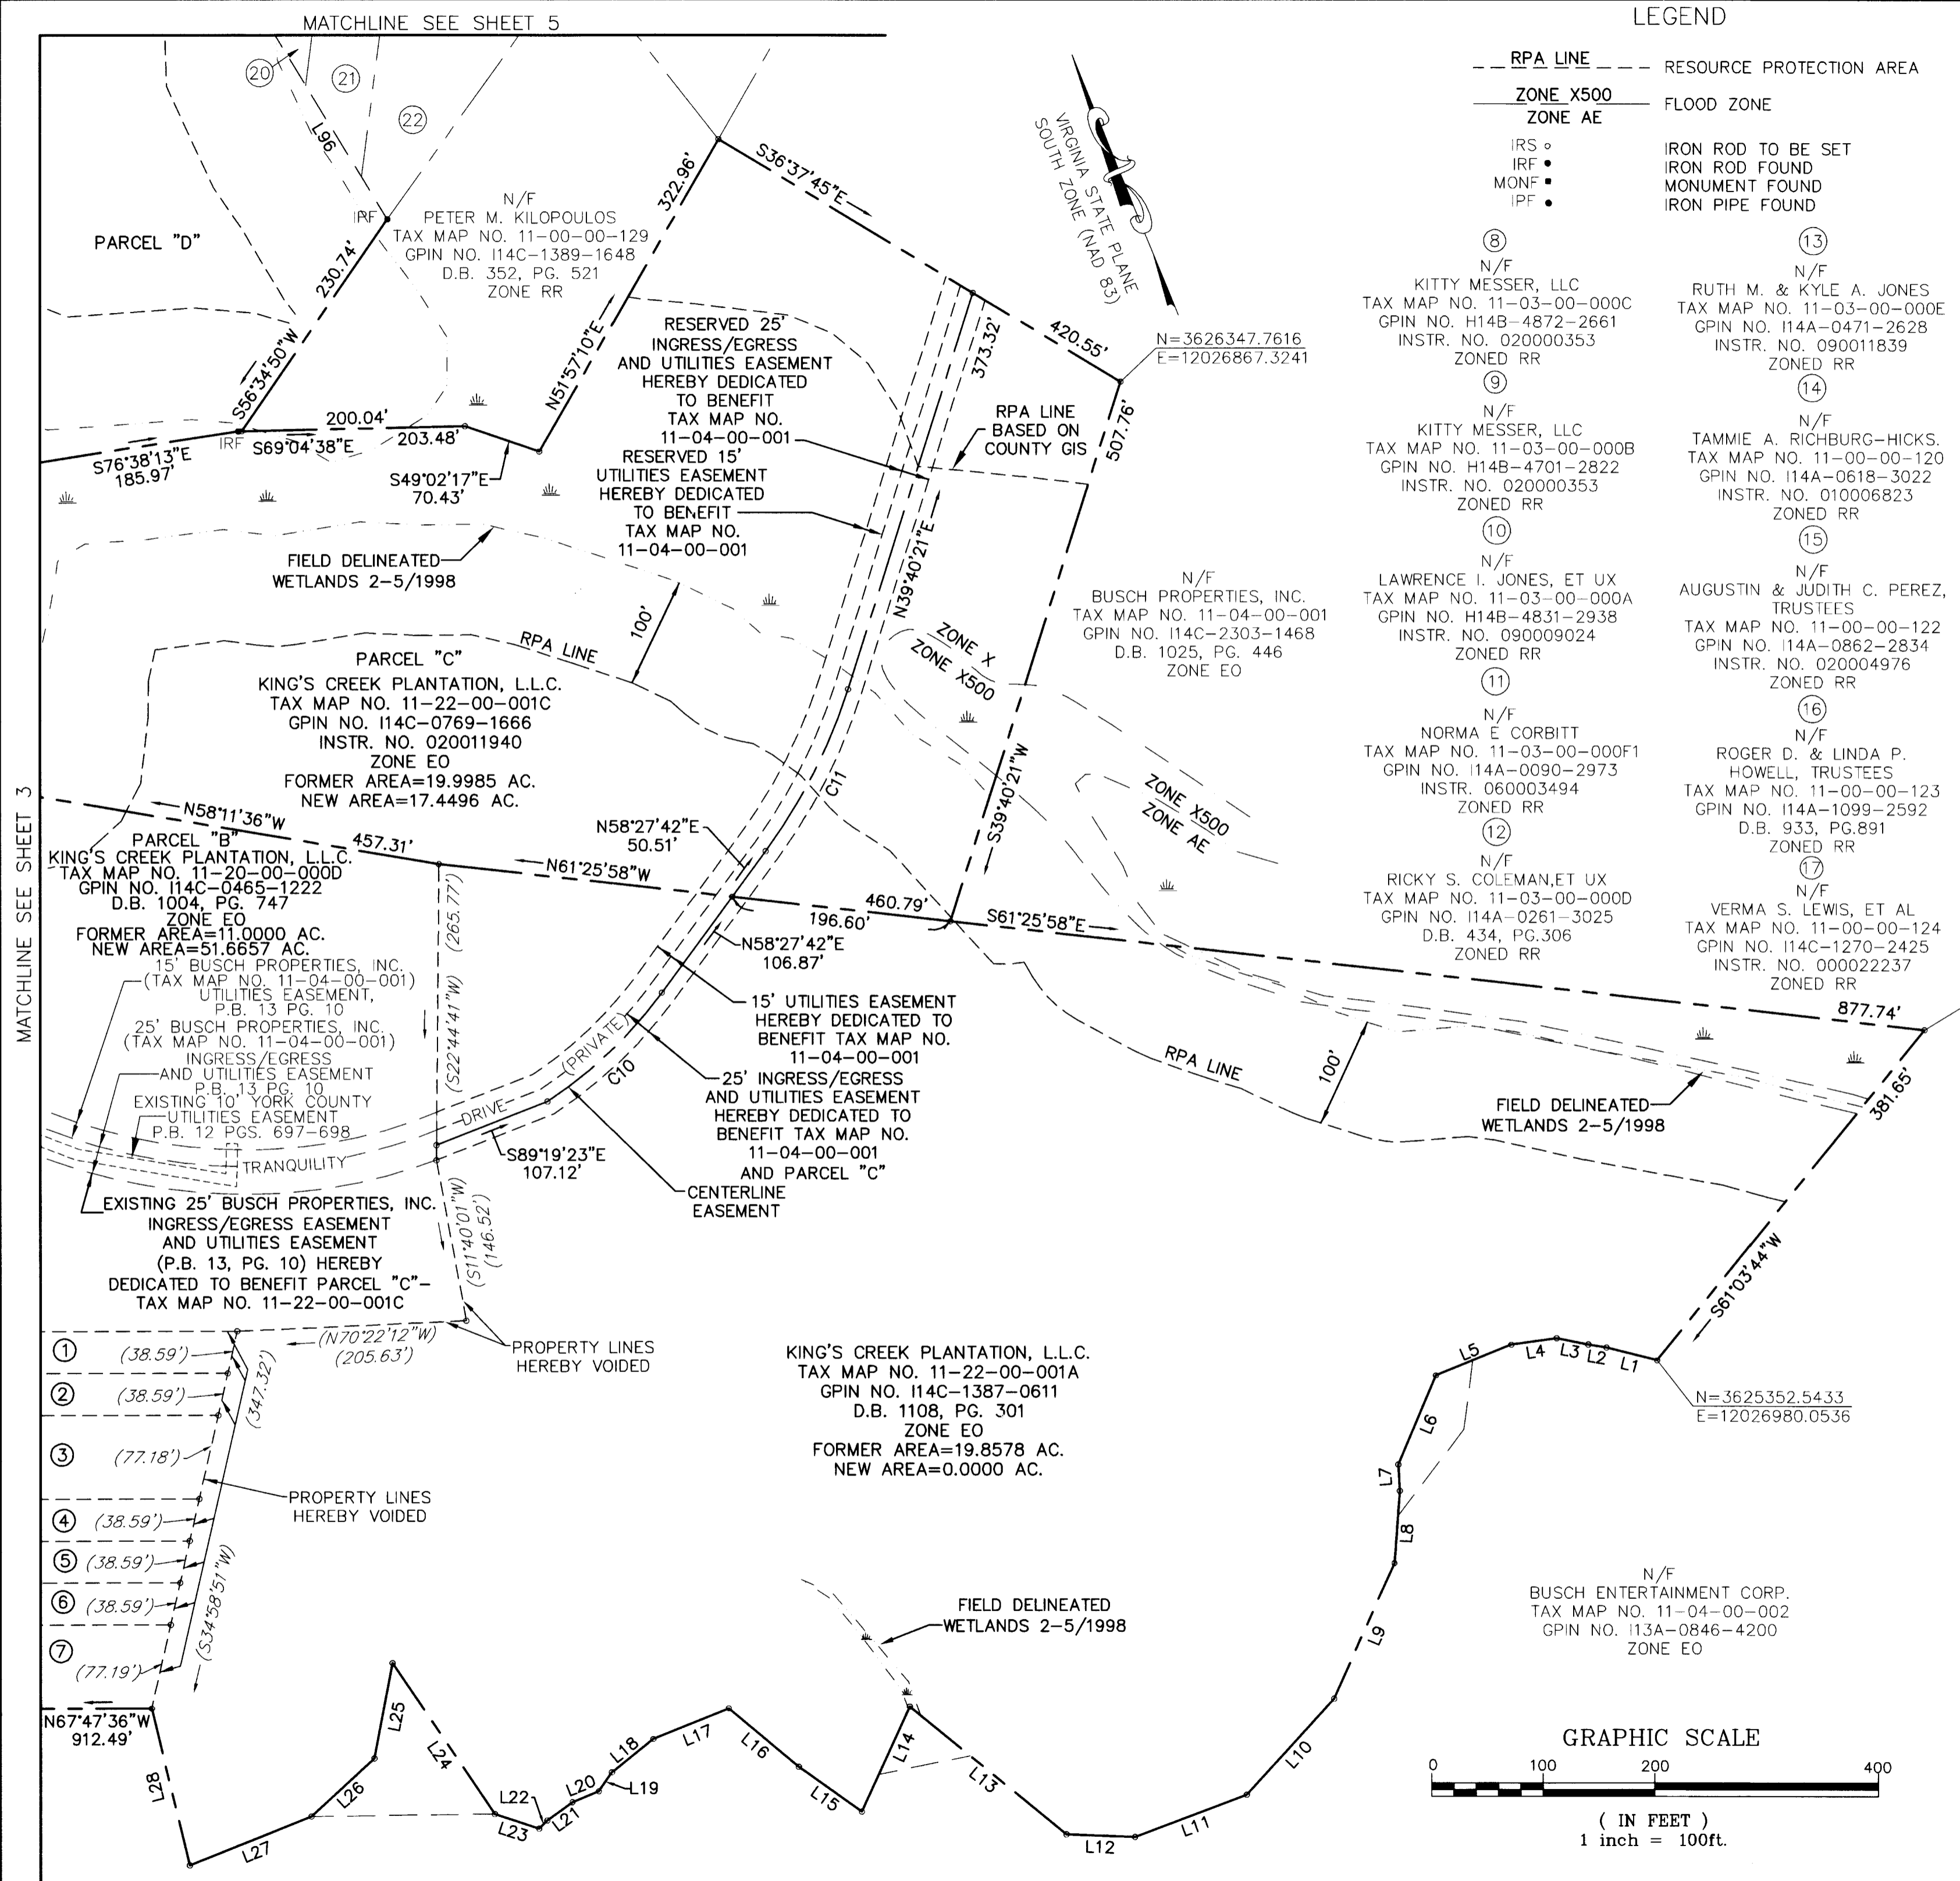 MATCHLINE SEE SHEET 5
LEGEND
RPA LINE
RESOURCE PROTECTION AREA
ZONE X500
ZONE AE
FLOOD ZONE
IRS
IRON ROD TO BE SET
IRF
IRON ROD FOUND
MONF
MONUMENT FOUND
IPF
IRON PIPE FOUND
20
21
22
L96
IRF
N/F
PETER M. KILOPOULOS
TAX MAP NO. 11-00-00-129
GPIN NO. I14C-1389-1648
D.B. 352, PG. 521
ZONE RR
PARCEL "D"
230.74'
S56°34'50"W
322.96'
N51°57'10"E
S36°37'45"E
420.55'
VIRGINIA STATE PLANE
SOUTH ZONE (NAD 83)
N=3626347.7616
E=12026867.3241
RESERVED 25'
INGRESS/EGRESS
AND UTILITIES EASEMENT
HEREBY DEDICATED
TO BENEFIT
TAX MAP NO.
11-04-00-001
RESERVED 15'
UTILITIES EASEMENT
HEREBY DEDICATED
TO BENEFIT
TAX MAP NO.
11-04-00-001
373.32'
N39°40'21"E
RPA LINE
BASED ON
COUNTY GIS
507.76'
S39°40'21"W
IRF
200.04'
S69°04'38"E
203.48'
S76°38'13"E
185.97'
S49°02'17"E
70.43'
FIELD DELINEATED
WETLANDS 2-5/1998
100'
RPA LINE
ZONE X
ZONE X500
ZONE X500
ZONE AE
N/F
BUSCH PROPERTIES, INC.
TAX MAP NO. 11-04-00-001
GPIN NO. I14C-2303-1468
D.B. 1025, PG. 446
ZONE EO
8
N/F
KITTY MESSER, LLC
TAX MAP NO. 11-03-00-000C
GPIN NO. H14B-4872-2661
INSTR. NO. 020000353
ZONED RR
9
N/F
KITTY MESSER, LLC
TAX MAP NO. 11-03-00-000B
GPIN NO. H14B-4701-2822
INSTR. NO. 020000353
ZONED RR
10
N/F
LAWRENCE I. JONES, ET UX
TAX MAP NO. 11-03-00-000A
GPIN NO. H14B-4831-2938
INSTR. NO. 090009024
ZONED RR
11
N/F
NORMA E CORBITT
TAX MAP NO. 11-03-00-000F1
GPIN NO. I14A-0090-2973
INSTR. 060003494
ZONED RR
12
N/F
RICKY S. COLEMAN,ET UX
TAX MAP NO. 11-03-00-000D
GPIN NO. I14A-0261-3025
D.B. 434, PG.306
ZONED RR
13
N/F
RUTH M. & KYLE A. JONES
TAX MAP NO. 11-03-00-000E
GPIN NO. I14A-0471-2628
INSTR. NO. 090011839
ZONED RR
14
N/F
TAMMIE A. RICHBURG-HICKS.
TAX MAP NO. 11-00-00-120
GPIN NO. I14A-0618-3022
INSTR. NO. 010006823
ZONED RR
15
N/F
AUGUSTIN & JUDITH C. PEREZ,
TRUSTEES
TAX MAP NO. 11-00-00-122
GPIN NO. I14A-0862-2834
INSTR. NO. 020004976
ZONED RR
16
N/F
ROGER D. & LINDA P.
HOWELL, TRUSTEES
TAX MAP NO. 11-00-00-123
GPIN NO. I14A-1099-2592
D.B. 933, PG.891
ZONED RR
17
N/F
VERMA S. LEWIS, ET AL
TAX MAP NO. 11-00-00-124
GPIN NO. I14C-1270-2425
INSTR. NO. 000022237
ZONED RR
MATCHLINE SEE SHEET 3
PARCEL "C"
KING'S CREEK PLANTATION, L.L.C.
TAX MAP NO. 11-22-00-001C
GPIN NO. I14C-0769-1666
INSTR. NO. 020011940
ZONE EO
FORMER AREA=19.9985 AC.
NEW AREA=17.4496 AC.
N58°11'36"W
457.31'
PARCEL "B"
KING'S CREEK PLANTATION, L.L.C.
TAX MAP NO. 11-20-00-000D
GPIN NO. I14C-0465-1222
D.B. 1004, PG. 747
ZONE EO
FORMER AREA=11.0000 AC.
NEW AREA=51.6657 AC.
15' BUSCH PROPERTIES, INC.
(TAX MAP NO. 11-04-00-001)
UTILITIES EASEMENT,
P.B. 13 PG. 10
25' BUSCH PROPERTIES, INC.
(TAX MAP NO. 11-04-00-001)
INGRESS/EGRESS
AND UTILITIES EASEMENT
P.B. 13 PG. 10
EXISTING 10' YORK COUNTY
UTILITIES EASEMENT
P.B. 12 PGS. 697-698
N58°27'42"E
50.51'
C11
N61°25'58"W
460.79'
196.60'
S61°25'58"E
877.74'
N58°27'42"E
106.87'
(265.77')
(S22°44'41"W)
15' UTILITIES EASEMENT
HEREBY DEDICATED TO
BENEFIT TAX MAP NO.
11-04-00-001
25' INGRESS/EGRESS
AND UTILITIES EASEMENT
HEREBY DEDICATED TO
BENEFIT TAX MAP NO.
11-04-00-001
AND PARCEL "C"
CENTERLINE
EASEMENT
TRANQUILITY
DRIVE
(PRIVATE)
C10
S89°19'23"E
107.12'
EXISTING 25' BUSCH PROPERTIES, INC.
INGRESS/EGRESS EASEMENT
AND UTILITIES EASEMENT
(P.B. 13, PG. 10) HEREBY
DEDICATED TO BENEFIT PARCEL "C"-
TAX MAP NO. 11-22-00-001C
(S11°40'01"W)
(146.52')
RPA LINE
100'
FIELD DELINEATED
WETLANDS 2-5/1998
381.65'
S61°03'44"W
(N70°22'12"W)
(205.63')
PROPERTY LINES
HEREBY VOIDED
1
(38.59')
2
(38.59')
3
(77.18')
4
(38.59')
5
(38.59')
6
(38.59')
7
(77.19')
(347.32')
(S34°58'51"W)
PROPERTY LINES
HEREBY VOIDED
KING'S CREEK PLANTATION, L.L.C.
TAX MAP NO. 11-22-00-001A
GPIN NO. I14C-1387-0611
D.B. 1108, PG. 301
ZONE EO
FORMER AREA=19.8578 AC.
NEW AREA=0.0000 AC.
L5
L4
L3
L2
L1
L6
L7
L8
L9
L10
L11
L12
L13
L14
L15
L16
L17
L18
L19
L20
L21
L22
L23
L24
L25
L26
L27
L28
N=3625352.5433
E=12026980.0536
N/F
BUSCH ENTERTAINMENT CORP.
TAX MAP NO. 11-04-00-002
GPIN NO. I13A-0846-4200
ZONE EO
FIELD DELINEATED
WETLANDS 2-5/1998
N67°47'36"W
912.49'
GRAPHIC SCALE
0 100 200 400
( IN FEET )
1 inch = 100ft.